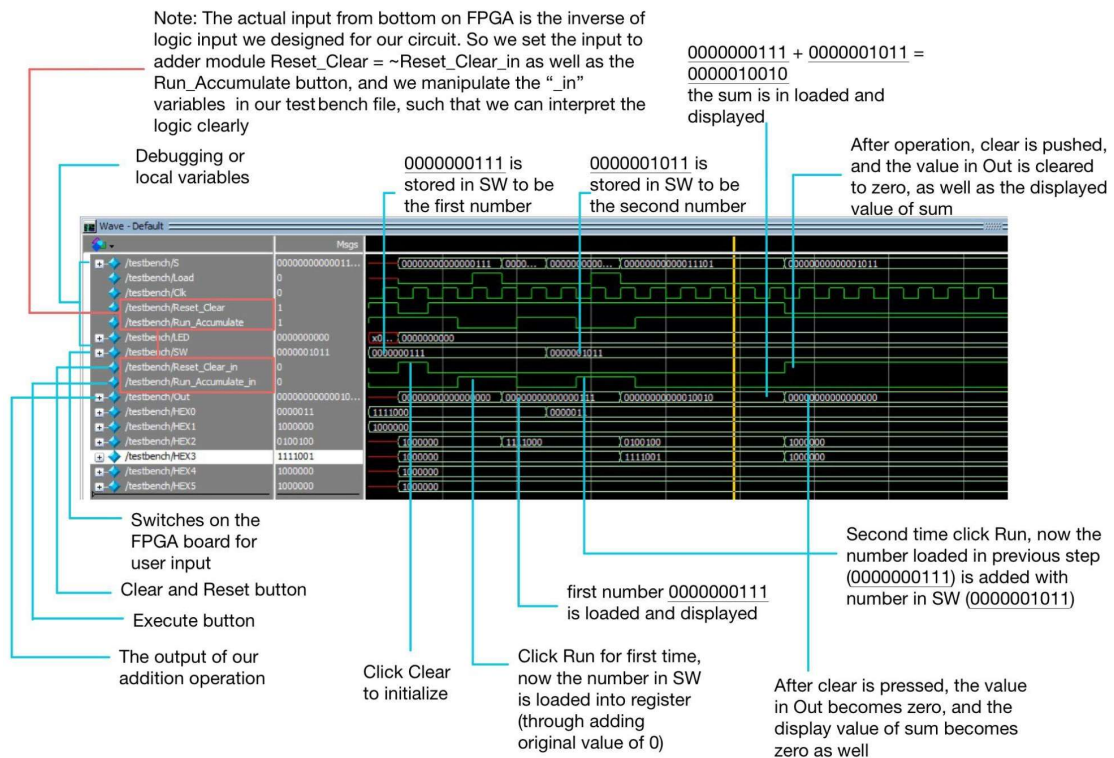 Note: The actual input from bottom on FPGA is the inverse of
logic input we designed for our circuit. So we set the input to
adder module Reset_Clear = ~Reset_Clear_in as well as the
Run_Accumulate button, and we manipulate the “_in”
variables in our testbench file, such that we can interpret the
logic clearly
0000000111 + 0000001011 =
0000010010
the sum is in loaded and
displayed
Debugging or
local variables
0000000111 is
stored in SW to be
the first number
0000001011 is
stored in SW to be
the second number
After operation, clear is pushed,
and the value in Out is cleared
to zero, as well as the displayed
value of sum
Wave - Default
Msgs
/testbench/S 00000000000011... 0000000000000111 0000... 0000000000... 0000000000011101 0000000000001011
/testbench/Load 0
/testbench/Clk 0
/testbench/Reset_Clear 1
/testbench/Run_Accumulate 1
/testbench/LED 0000000000 x0... 0000000000
/testbench/SW 0000001011 0000000111 0000001011
/testbench/Reset_Clear_in 0
/testbench/Run_Accumulate_in 0
/testbench/Out 00000000000010... 0000000000000000 0000000000000111 0000000000010010 0000000000000000
/testbench/HEX0 0000011 1111000 0000011
/testbench/HEX1 1000000 1000000
/testbench/HEX2 0100100 1000000 1111000 0100100 1000000
/testbench/HEX3 1111001 1000000 1111001 1000000
/testbench/HEX4 1000000 1000000
/testbench/HEX5 1000000 1000000
Switches on the
FPGA board for
user input
Clear and Reset button
Execute button
The output of our
addition operation
Click Clear
to initialize
first number 0000000111
is loaded and displayed
Click Run for first time,
now the number in SW
is loaded into register
(through adding
original value of 0)
Second time click Run, now the
number loaded in previous step
(0000000111) is added with
number in SW (0000001011)
After clear is pressed, the value
in Out becomes zero, and the
display value of sum becomes
zero as well